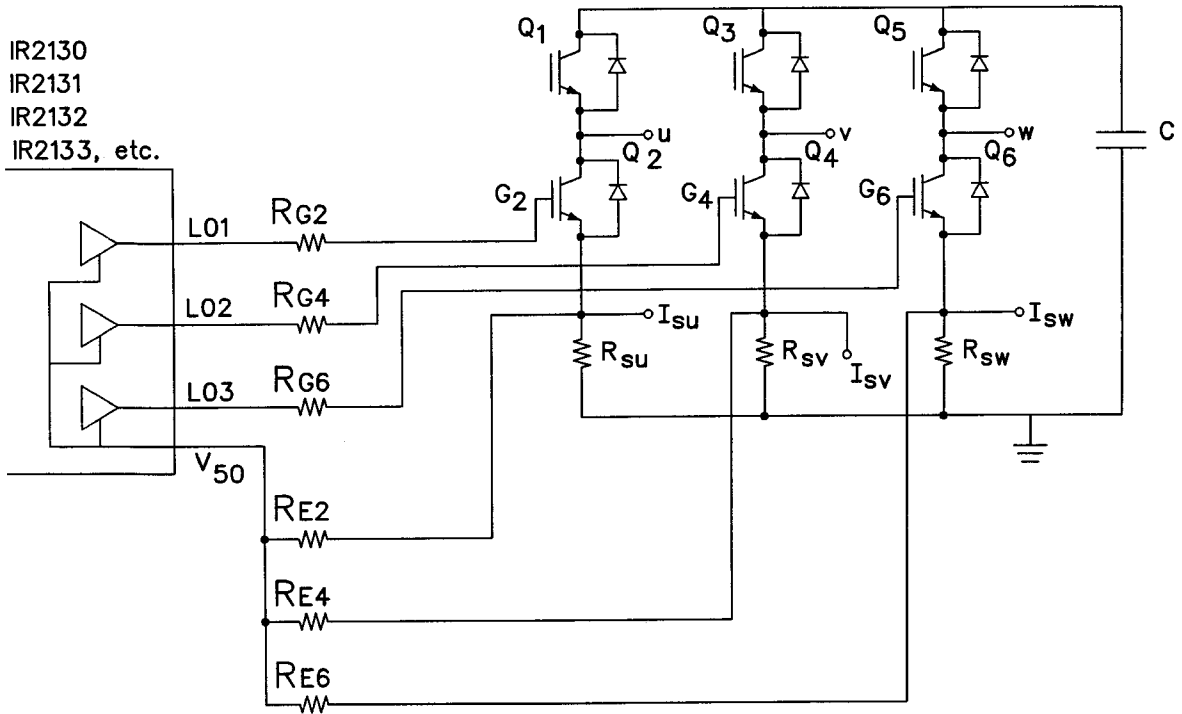 IR2130
IR2131
IR2132
IR2133, etc.
Q1
Q3
Q5
u
v
w
C
Q2
Q4
Q6
G2
G4
G6
LO1
RG2
LO2
RG4
LO3
RG6
Isu
Isv
Isw
Rsu
Rsv
Rsw
V50
RE2
RE4
RE6